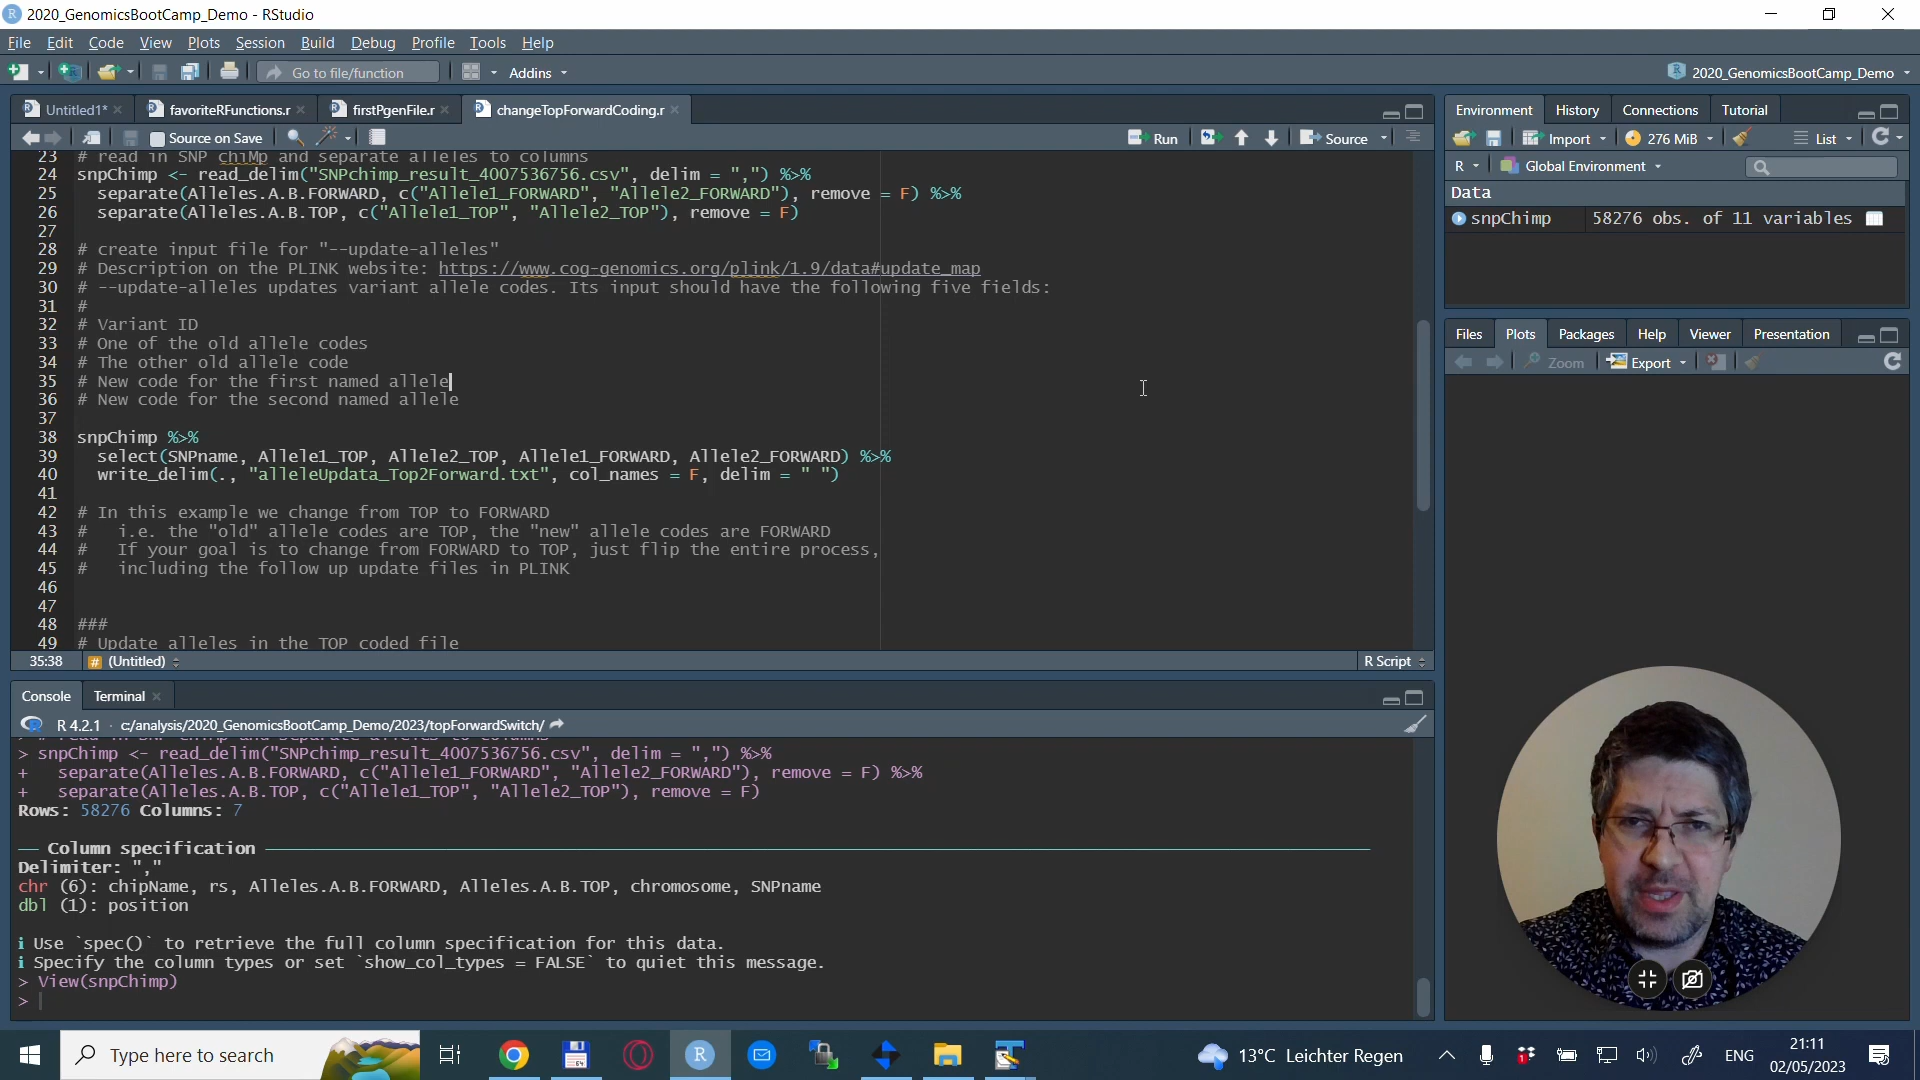 2020_GenomicsBootCamp_Demo - RStudio
File Edit Code View Plots Session Build Debug Profile Tools Help
Go to file/function Addins 2020_GenomicsBootCamp_Demo
Untitled1* favoriteRFunctions.r firstPgenFile.r changeTopForwardCoding.r
Source on Save Run Source
23 # read in SNP chiMp and separate alleles to columns
24 snpChimp <- read_delim("SNPchimp_result_4007536756.csv", delim = ",") %>%
25 separate(Alleles.A.B.FORWARD, c("Allele1_FORWARD", "Allele2_FORWARD"), remove = F) %>%
26 separate(Alleles.A.B.TOP, c("Allele1_TOP", "Allele2_TOP"), remove = F)
27
28 # create input file for "--update-alleles"
29 # Description on the PLINK website: https://www.cog-genomics.org/plink/1.9/data#update_map
30 # --update-alleles updates variant allele codes. Its input should have the following five fields:
31 #
32 # Variant ID
33 # One of the old allele codes
34 # The other old allele code
35 # New code for the first named allele
36 # New code for the second named allele
37
38 snpChimp %>%
39 select(SNPname, Allele1_TOP, Allele2_TOP, Allele1_FORWARD, Allele2_FORWARD) %>%
40 write_delim(., "alleleUpdata_Top2Forward.txt", col_names = F, delim = " ")
41
42 # In this example we change from TOP to FORWARD
43 # i.e. the "old" allele codes are TOP, the "new" allele codes are FORWARD
44 # If your goal is to change from FORWARD to TOP, just flip the entire process,
45 # including the follow up update files in PLINK
46
47
48 ###
49 # Update alleles in the TOP coded file
35:38 # (Untitled) R Script
Console Terminal
R 4.2.1 · c:/analysis/2020_GenomicsBootCamp_Demo/2023/topForwardSwitch/
> snpChimp <- read_delim("SNPchimp_result_4007536756.csv", delim = ",") %>%
+ separate(Alleles.A.B.FORWARD, c("Allele1_FORWARD", "Allele2_FORWARD"), remove = F) %>%
+ separate(Alleles.A.B.TOP, c("Allele1_TOP", "Allele2_TOP"), remove = F)
Rows: 58276 Columns: 7
── Column specification ──
Delimiter: ","
chr (6): chipName, rs, Alleles.A.B.FORWARD, Alleles.A.B.TOP, chromosome, SNPname
dbl (1): position
i Use `spec()` to retrieve the full column specification for this data.
i Specify the column types or set `show_col_types = FALSE` to quiet this message.
> View(snpChimp)
>
Environment History Connections Tutorial
Import 276 MiB List
R Global Environment
Data
snpChimp 58276 obs. of 11 variables
Files Plots Packages Help Viewer Presentation
Zoom Export
Type here to search
64
R
13°C Leichter Regen
1
ENG
21:11
02/05/2023